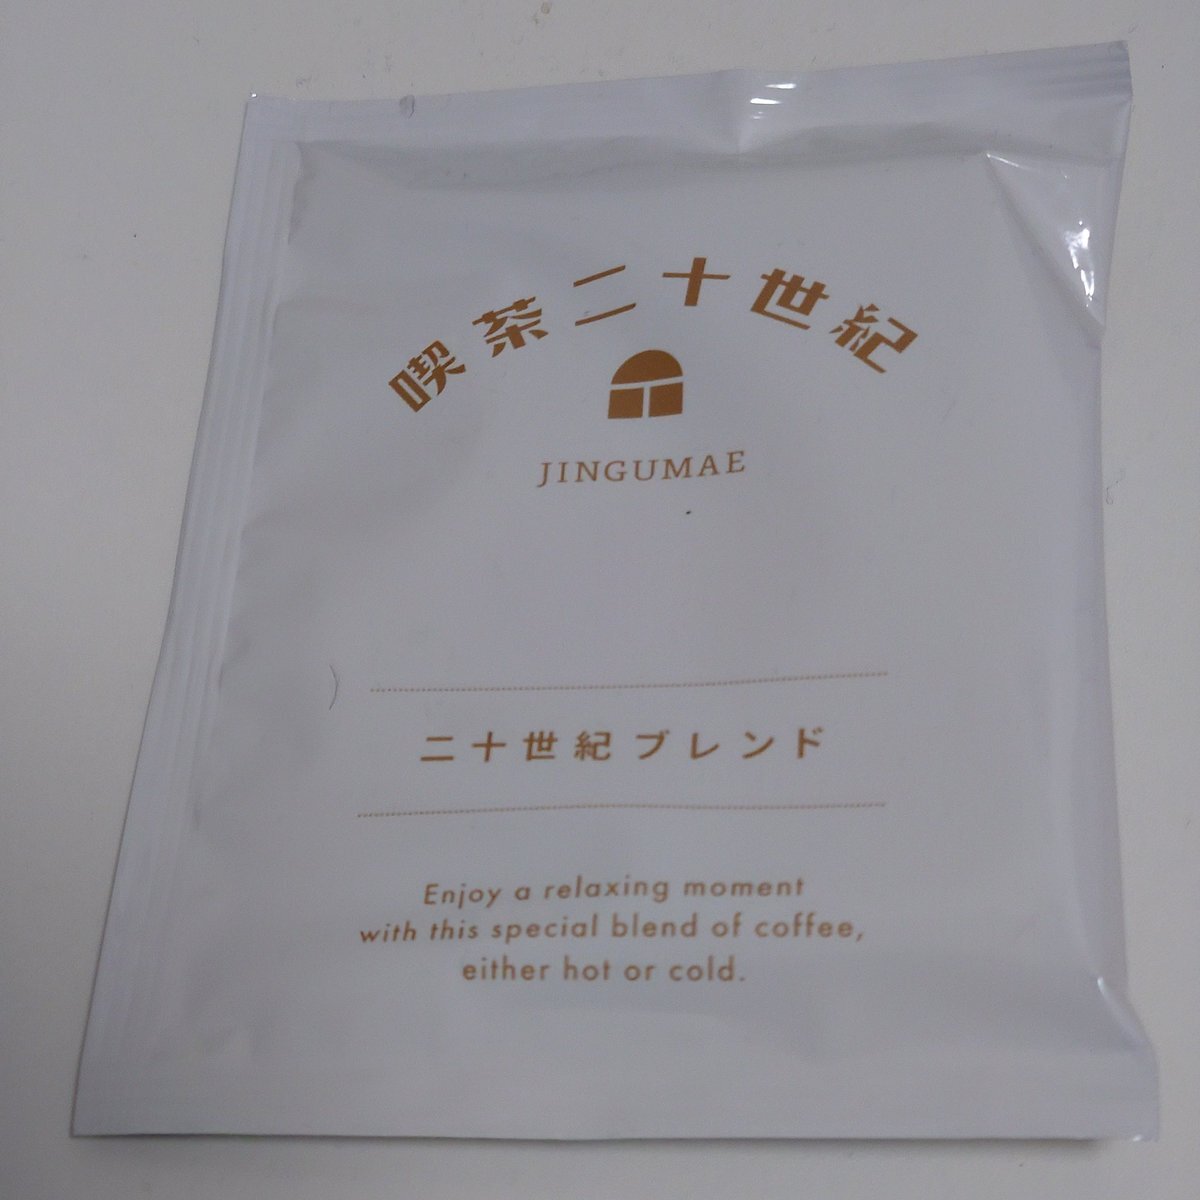 喫茶二十世紀
JINGUMAE
二十世紀ブレンド
Enjoy a relaxing moment
with this special blend of coffee,
either hot or cold.